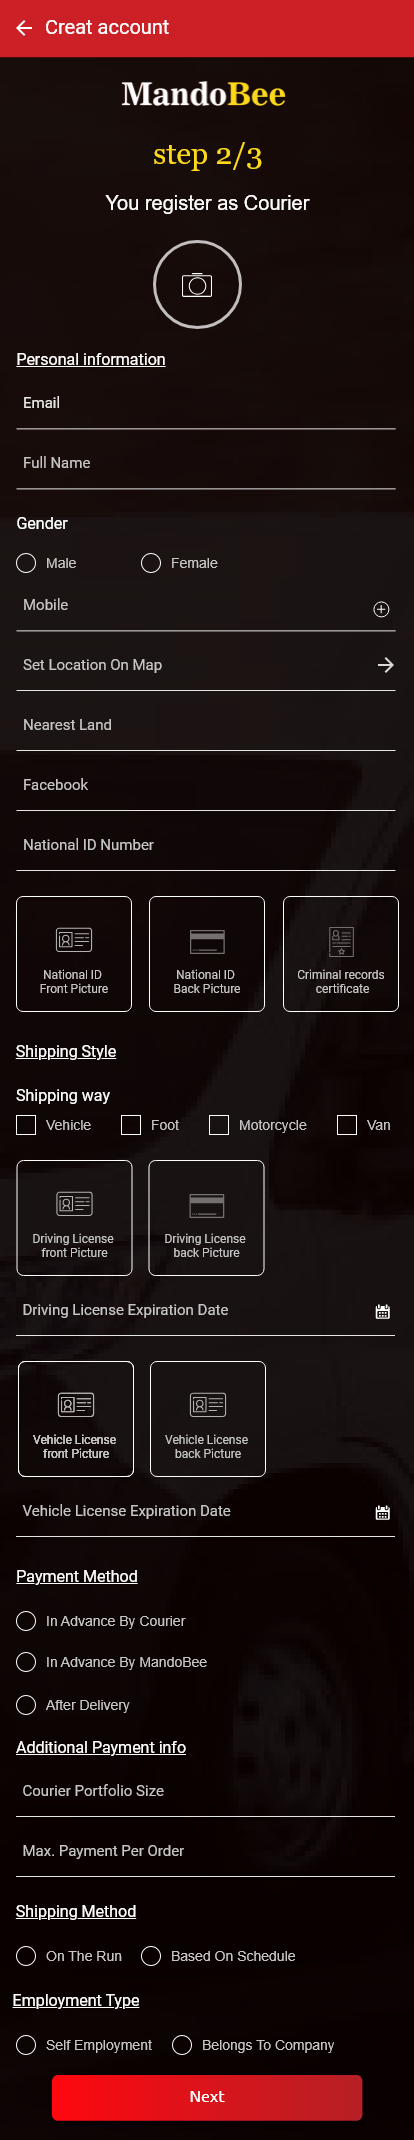 Creat account
MandoBee
step 2/3
You register as Courier
Personal information
Email
Full Name
Gender
Male Female
Mobile
Set Location On Map
Nearest Land
Facebook
National ID Number
National ID
Front Picture
National ID
Back Picture
Criminal records
certificate
Shipping Style
Shipping way
Vehicle Foot Motorcycle Van
Driving License
front Picture
Driving License
back Picture
Driving License Expiration Date
Vehicle License
front Picture
Vehicle License
back Picture
Vehicle License Expiration Date
Payment Method
In Advance By Courier
In Advance By MandoBee
After Delivery
Additional Payment info
Courier Portfolio Size
Max. Payment Per Order
Shipping Method
On The Run Based On Schedule
Employment Type
Self Employment Belongs To Company
Next